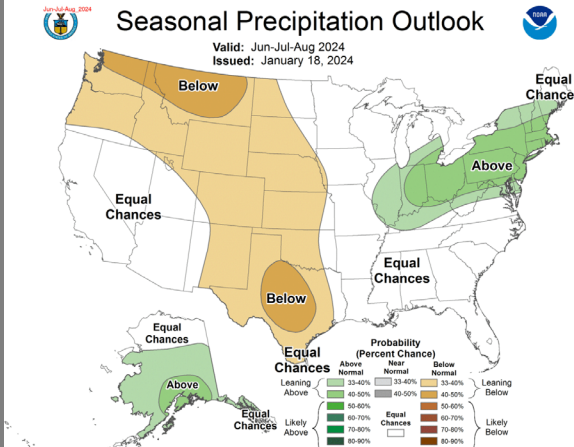 Jun-Jul-Aug_2024
Seasonal Precipitation Outlook
NOAA
Valid: Jun-Jul-Aug 2024
Issued: January 18, 2024
Below
Equal
Chance
Above
Equal
Chances
Equal
Chances
Below
Equal
Chances
Equal
Chances
Above
Equal
Chances
Probability
(Percent Chance)
Above
Normal
Near
Normal
Below
Normal
Leaning
Above
33-40%
40-50%
33-40%
40-50%
33-40%
40-50%
Leaning
Below
Likely
Above
50-60%
60-70%
70-80%
80-90%
Equal
Chances
50-60%
60-70%
70-80%
80-90%
Likely
Below